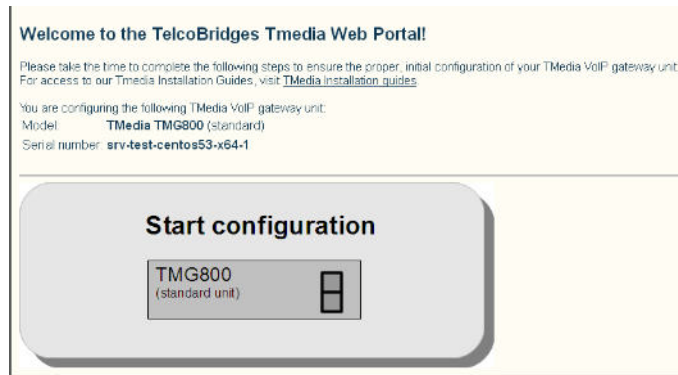 Welcome to the TelcoBridges Tmedia Web Portal!
Please take the time to complete the following steps to ensure the proper, initial configuration of your TMedia VoIP gateway unit
For access to our Tmedia Installation Guides, visit TMedia Installation guides
You are configuring the following TMedia VoIP gateway unit:
Model: TMedia TMG800 (standard)
Serial number: srv-test-centos53-x64-1
Start configuration
TMG800
(standard unit)